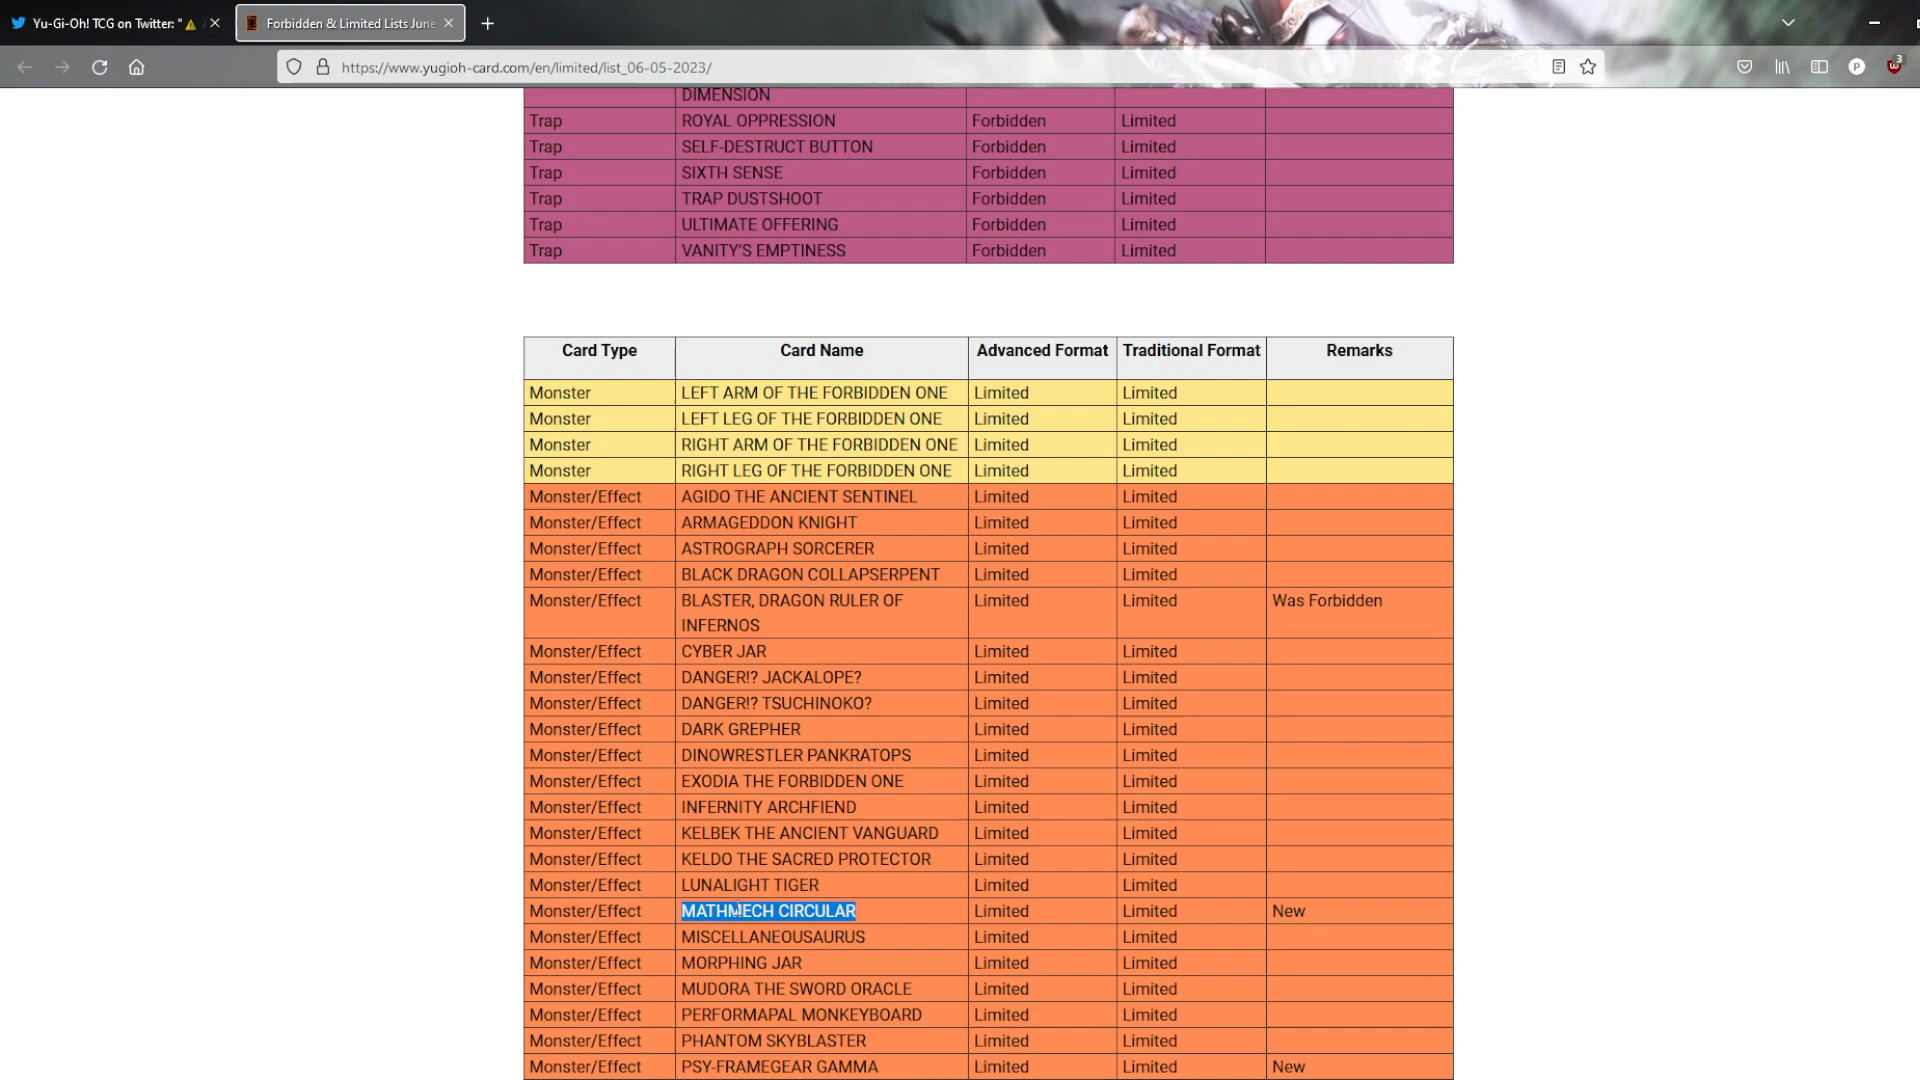 Yu-Gi-Oh! TCG on Twitter: "⚠
Forbidden & Limited Lists June
https://www.yugioh-card.com/en/limited/list_06-05-2023/
P
3
DIMENSION
Trap ROYAL OPPRESSION Forbidden Limited
Trap SELF-DESTRUCT BUTTON Forbidden Limited
Trap SIXTH SENSE Forbidden Limited
Trap TRAP DUSTSHOOT Forbidden Limited
Trap ULTIMATE OFFERING Forbidden Limited
Trap VANITY'S EMPTINESS Forbidden Limited
Card Type Card Name Advanced Format Traditional Format Remarks
Monster LEFT ARM OF THE FORBIDDEN ONE Limited Limited
Monster LEFT LEG OF THE FORBIDDEN ONE Limited Limited
Monster RIGHT ARM OF THE FORBIDDEN ONE Limited Limited
Monster RIGHT LEG OF THE FORBIDDEN ONE Limited Limited
Monster/Effect AGIDO THE ANCIENT SENTINEL Limited Limited
Monster/Effect ARMAGEDDON KNIGHT Limited Limited
Monster/Effect ASTROGRAPH SORCERER Limited Limited
Monster/Effect BLACK DRAGON COLLAPSERPENT Limited Limited
Monster/Effect BLASTER, DRAGON RULER OF Limited Limited Was Forbidden
INFERNOS
Monster/Effect CYBER JAR Limited Limited
Monster/Effect DANGER!? JACKALOPE? Limited Limited
Monster/Effect DANGER!? TSUCHINOKO? Limited Limited
Monster/Effect DARK GREPHER Limited Limited
Monster/Effect DINOWRESTLER PANKRATOPS Limited Limited
Monster/Effect EXODIA THE FORBIDDEN ONE Limited Limited
Monster/Effect INFERNITY ARCHFIEND Limited Limited
Monster/Effect KELBEK THE ANCIENT VANGUARD Limited Limited
Monster/Effect KELDO THE SACRED PROTECTOR Limited Limited
Monster/Effect LUNALIGHT TIGER Limited Limited
Monster/Effect MATHMECH CIRCULAR Limited Limited New
Monster/Effect MISCELLANEOUSAURUS Limited Limited
Monster/Effect MORPHING JAR Limited Limited
Monster/Effect MUDORA THE SWORD ORACLE Limited Limited
Monster/Effect PERFORMAPAL MONKEYBOARD Limited Limited
Monster/Effect PHANTOM SKYBLASTER Limited Limited
Monster/Effect PSY-FRAMEGEAR GAMMA Limited Limited New